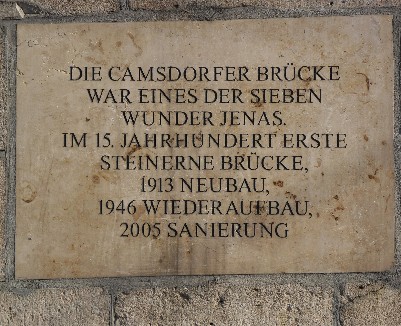 DIE CAMSDORFER BRÜCKE
WAR EINES DER SIEBEN
WUNDER JENAS.
IM 15. JAHRHUNDERT ERSTE
STEINERNE BRÜCKE,
1913 NEUBAU,
1946 WIEDERAUFBAU,
2005 SANIERUNG